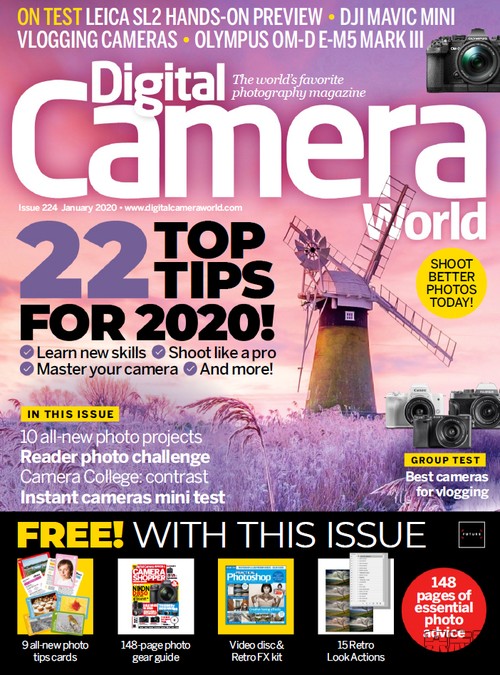 ON TEST LEICA SL2 HANDS-ON PREVIEW • DJI MAVIC MINI
VLOGGING CAMERAS • OLYMPUS OM-D E-M5 MARK III
Digital
The world's favorite
photography magazine
Camera
World
Issue 224 January 2020 • www.digitalcameraworld.com
22 TOP
TIPS
FOR 2020!
Learn new skills Shoot like a pro
Master your camera And more!
SHOOT
BETTER
PHOTOS
TODAY!
IN THIS ISSUE
10 all-new photo projects
Reader photo challenge
Camera College: contrast
Instant cameras mini test
GROUP TEST
Best cameras
for vlogging
FREE! WITH THIS ISSUE
FUTURE
CAMERA
SHOPPER
PRACTICAL
Photoshop
148
pages of
essential
photo
advice
9 all-new photo
tips cards
148-page photo
gear guide
Video disc &
Retro FX kit
15 Retro
Look Actions